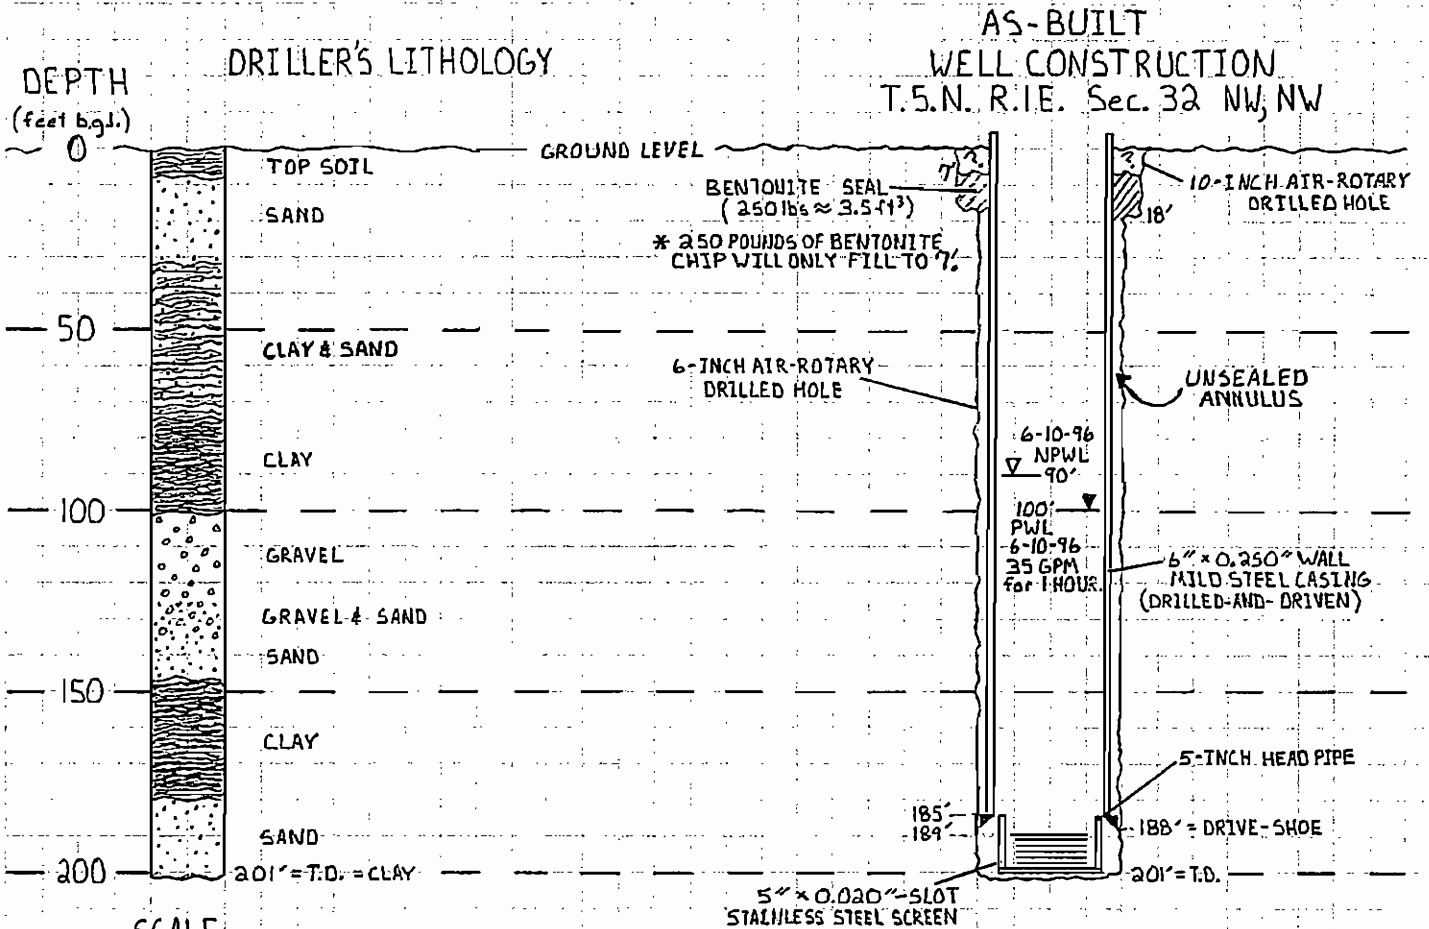 AS-BUILT
WELL CONSTRUCTION
T.5.N. R.1E. Sec. 32 NW, NW
DRILLER'S LITHOLOGY
DEPTH
(feet b.g.l.)
0
GROUND LEVEL
TOP SOIL
SAND
50
CLAY & SAND
CLAY
100
GRAVEL
GRAVEL & SAND
SAND
150
CLAY
SAND
200
201' = T.D. = CLAY
SCALE
?
7'
?
BENTONITE SEAL
(250 lbs ≈ 3.5 ft³)
* 250 POUNDS OF BENTONITE
CHIP WILL ONLY FILL TO 7'.
10-INCH AIR-ROTARY
DRILLED HOLE
18'
6-INCH AIR-ROTARY
DRILLED HOLE
UNSEALED
ANNULUS
6-10-96
NPWL
90'
100'
PWL
6-10-96
35 GPM
for 1 HOUR.
6" x 0.250" WALL
MILD STEEL CASING
(DRILLED-AND-DRIVEN)
5-INCH HEAD PIPE
185'
189'
188' = DRIVE-SHOE
201' = T.D.
5" x 0.020"-SLOT
STAINLESS STEEL SCREEN